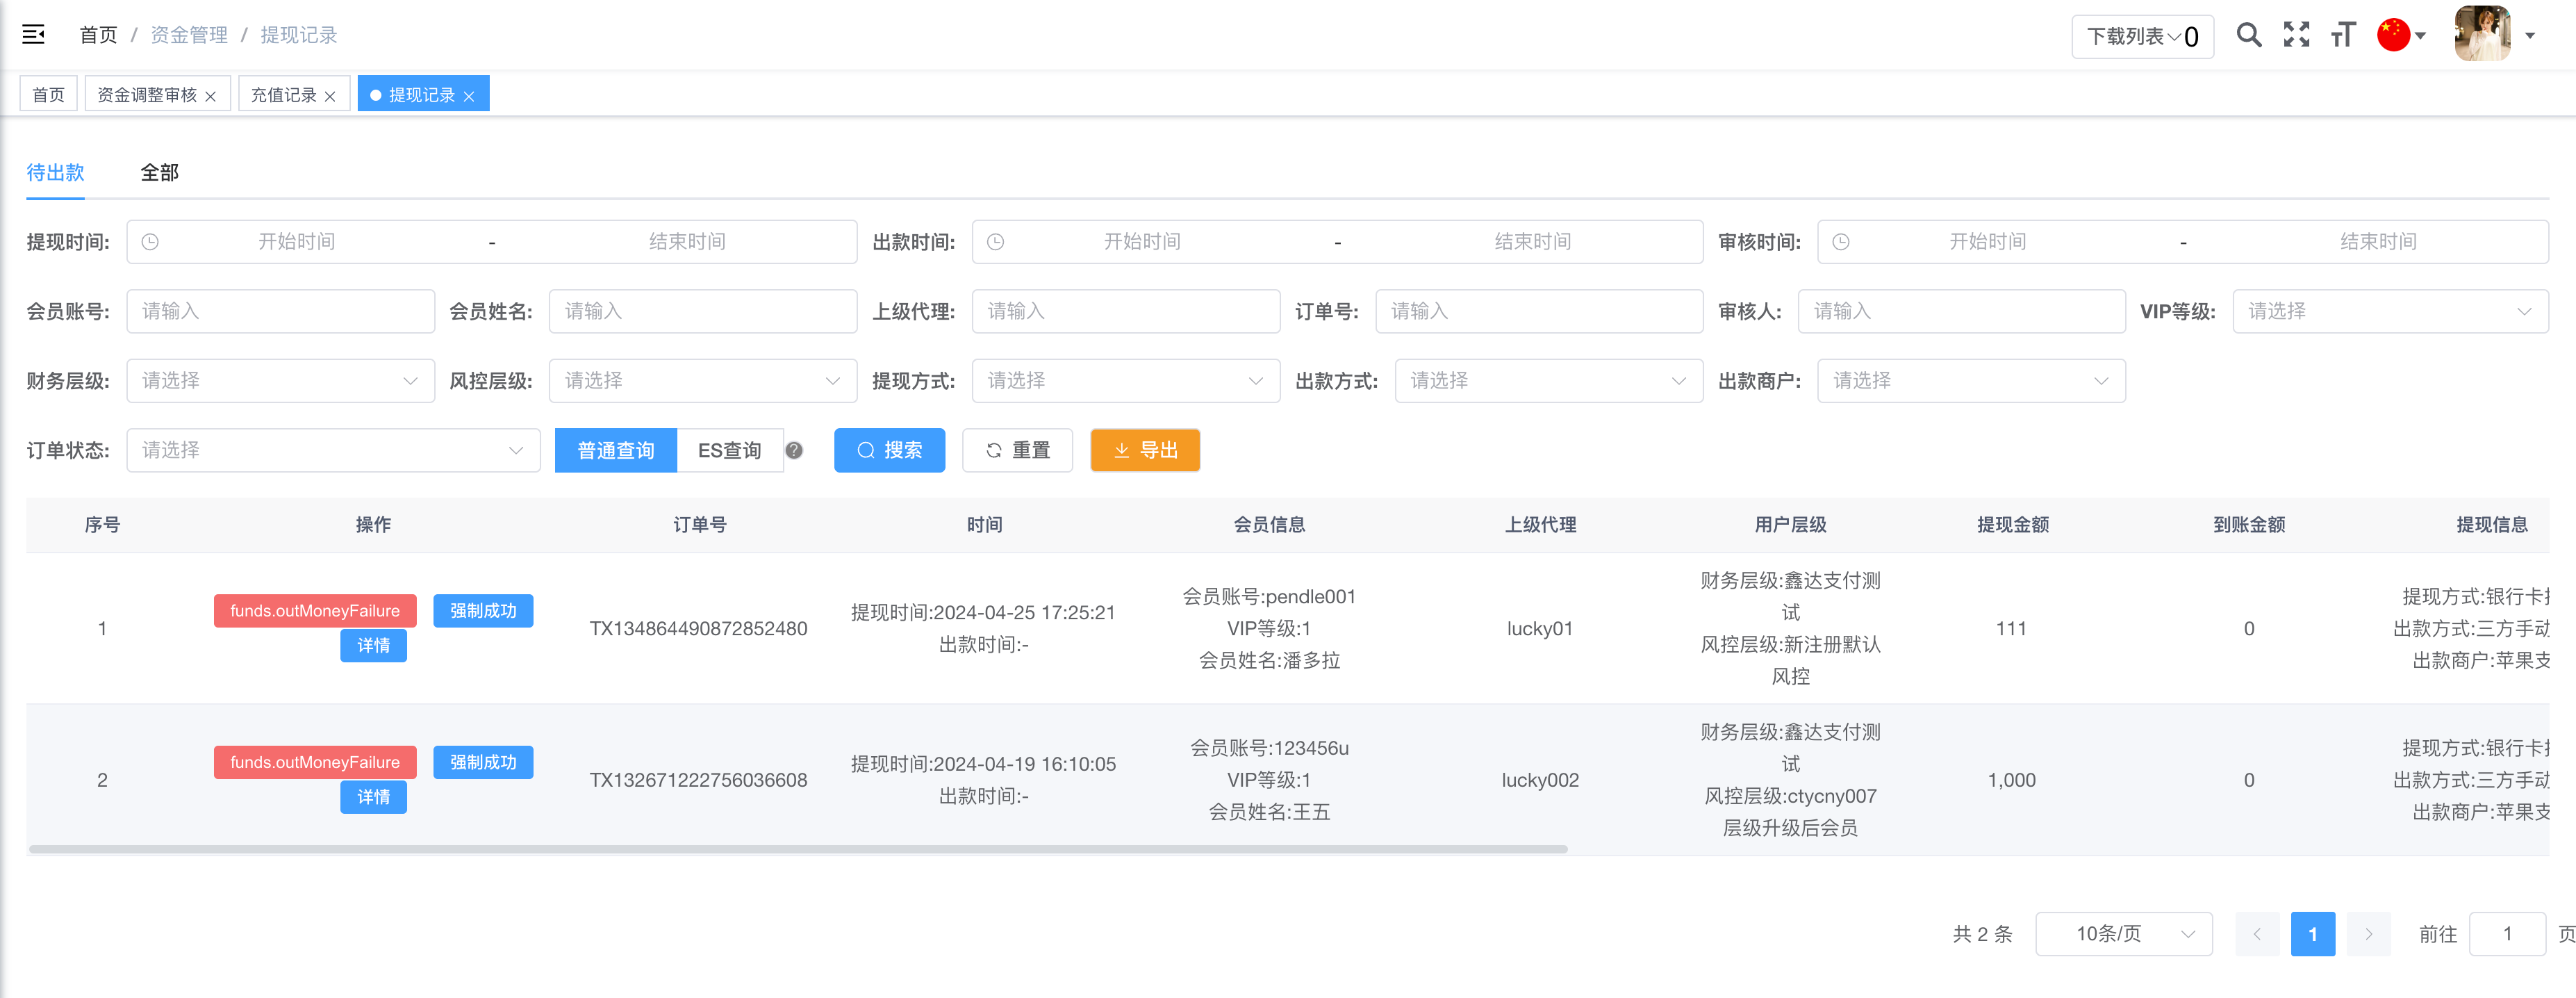 首页 / 资金管理 / 提现记录
下载列表 0
首页
资金调整审核
充值记录
提现记录
待出款
全部
提现时间: 开始时间 - 结束时间
出款时间: 开始时间 - 结束时间
审核时间: 开始时间 - 结束时间
会员账号: 请输入
会员姓名: 请输入
上级代理: 请输入
订单号: 请输入
审核人: 请输入
VIP等级: 请选择
财务层级: 请选择
风控层级: 请选择
提现方式: 请选择
出款方式: 请选择
出款商户: 请选择
订单状态: 请选择
普通查询
ES查询
?
搜索
重置
导出
序号 操作 订单号 时间 会员信息 上级代理 用户层级 提现金额 到账金额 提现信息
1
funds.outMoneyFailure 强制成功
详情
TX134864490872852480
提现时间:2024-04-25 17:25:21
出款时间:-
会员账号:pendle001
VIP等级:1
会员姓名:潘多拉
lucky01
财务层级:鑫达支付测
试
风控层级:新注册默认
风控
111
0
提现方式:银行卡
出款方式:三方手动
出款商户:苹果支
2
funds.outMoneyFailure 强制成功
详情
TX132671222756036608
提现时间:2024-04-19 16:10:05
出款时间:-
会员账号:123456u
VIP等级:1
会员姓名:王五
lucky002
财务层级:鑫达支付测
试
风控层级:ctycny007
层级升级后会员
1,000
0
提现方式:银行卡
出款方式:三方手动
出款商户:苹果支
共 2 条
10条/页
1
前往 1 页